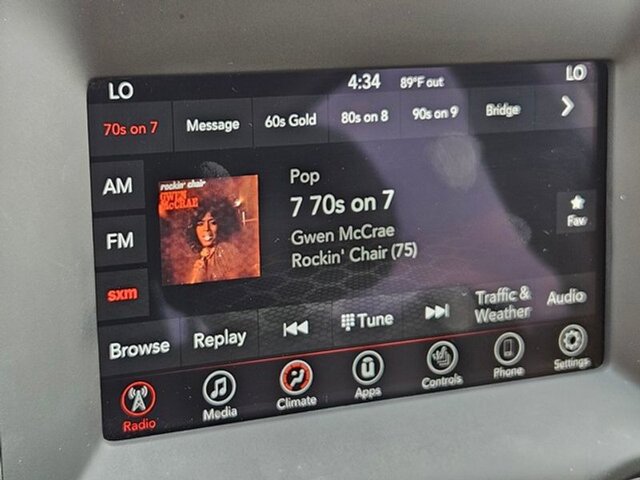 LO 4:34 89°F out LO
70s on 7 Message 60s Gold 80s on 8 90s on 9 Bridge
AM
FM
sxm
rockin' chair
GWEN
McCRAE
Pop
7 70s on 7
Gwen McCrae
Rockin' Chair (75)
Fav
Browse Replay Tune Traffic & Weather Audio
Radio Media Climate Apps Controls Phone Settings